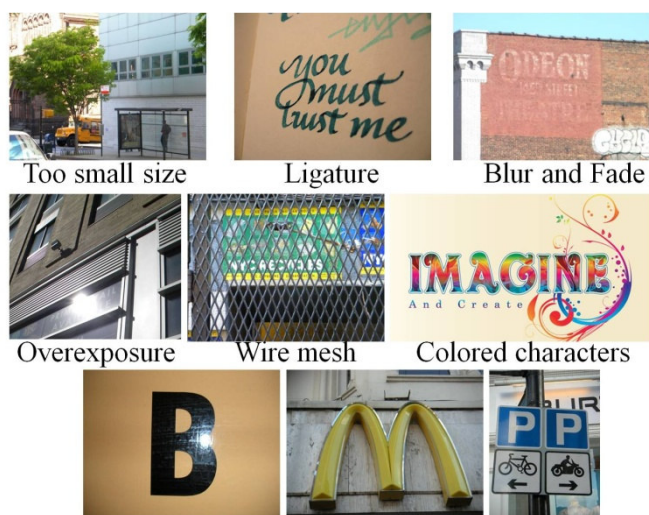 you
must
trust me
ODEON
Too small size
Ligature
Blur and Fade
IMAGINE
And Create
Overexposure
Wire mesh
Colored characters
B
M
UR
P P